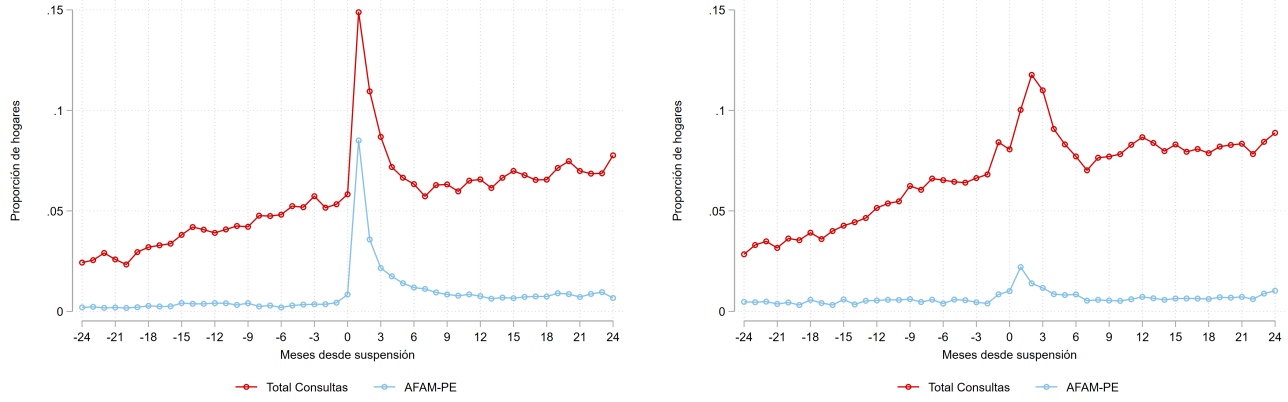 .15
.1
.05
0
Proporción de hogares
-24 -21 -18 -15 -12 -9 -6 -3 0 3 6 9 12 15 18 21 24
Meses desde suspensión
Total Consultas AFAM-PE
.15
.1
.05
0
Proporción de hogares
-24 -21 -18 -15 -12 -9 -6 -3 0 3 6 9 12 15 18 21 24
Meses desde suspensión
Total Consultas AFAM-PE